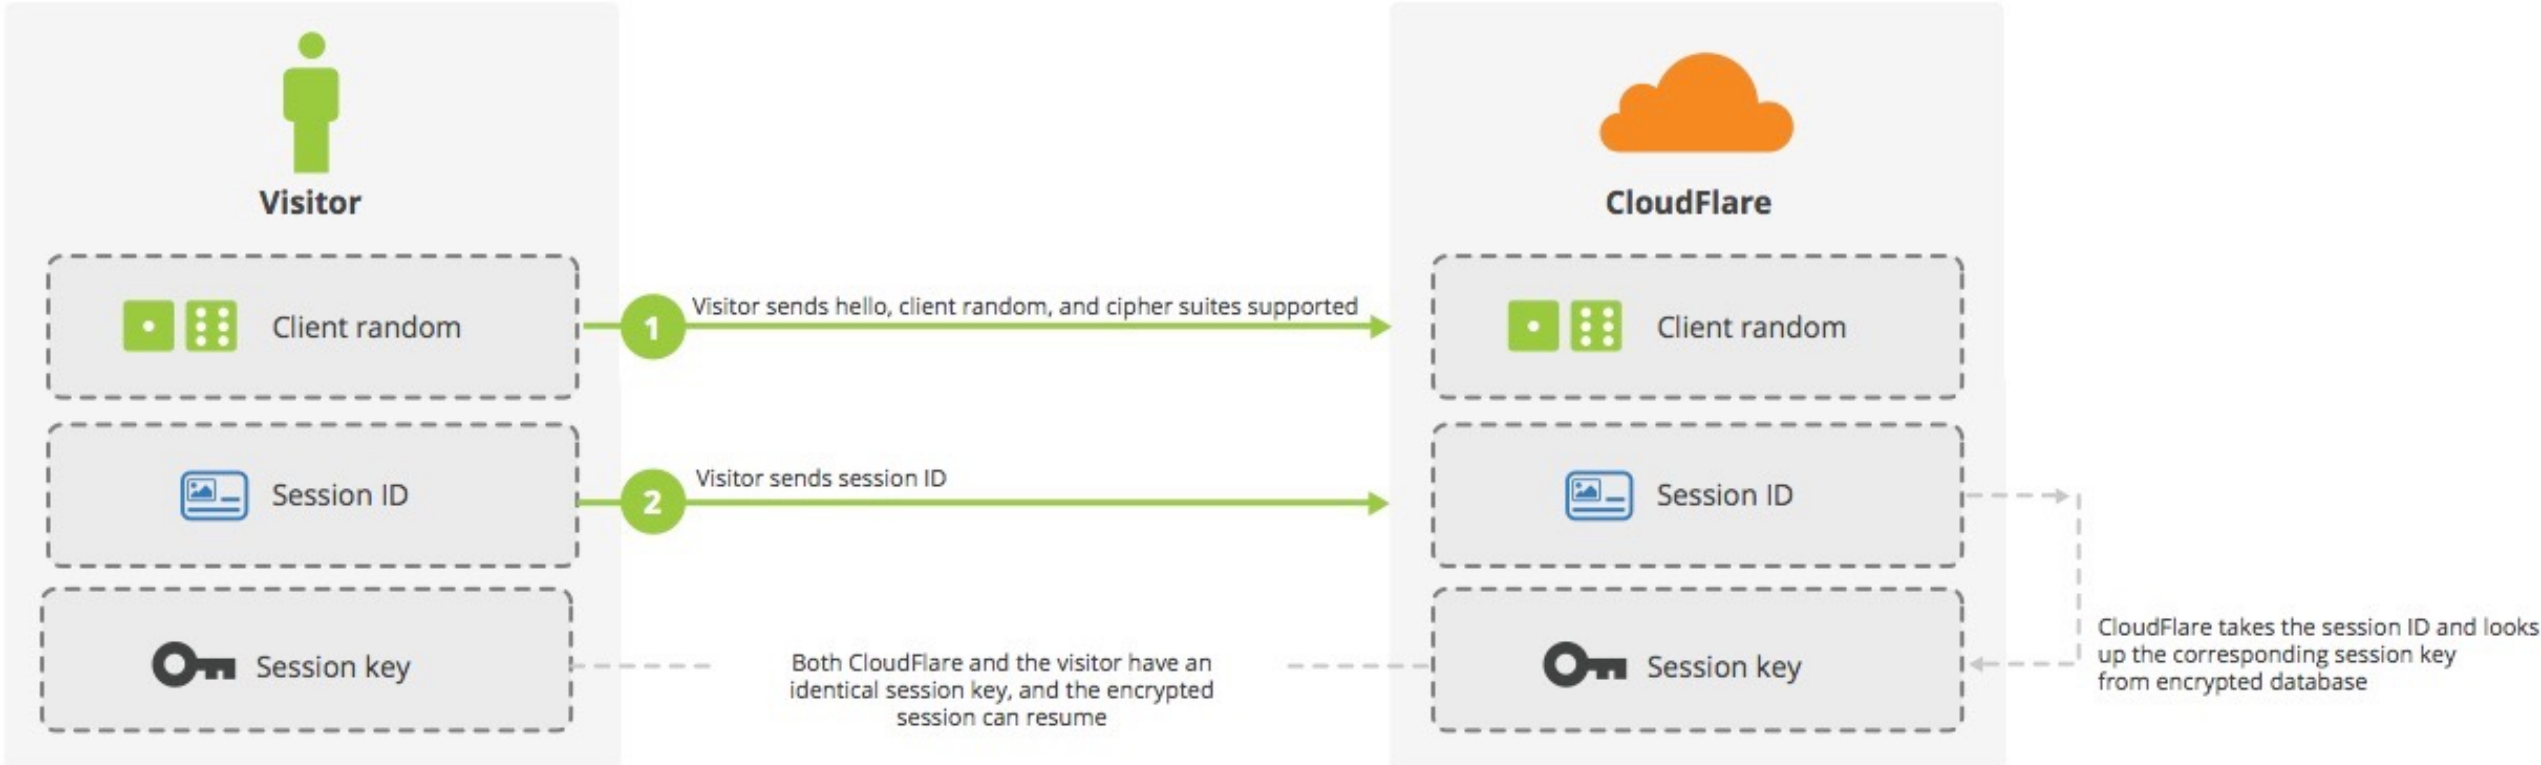 Visitor
CloudFlare
Client random
1
Visitor sends hello, client random, and cipher suites supported
Client random
Session ID
2
Visitor sends session ID
Session ID
Session key
Both CloudFlare and the visitor have an
identical session key, and the encrypted
session can resume
Session key
CloudFlare takes the session ID and looks
up the corresponding session key
from encrypted database